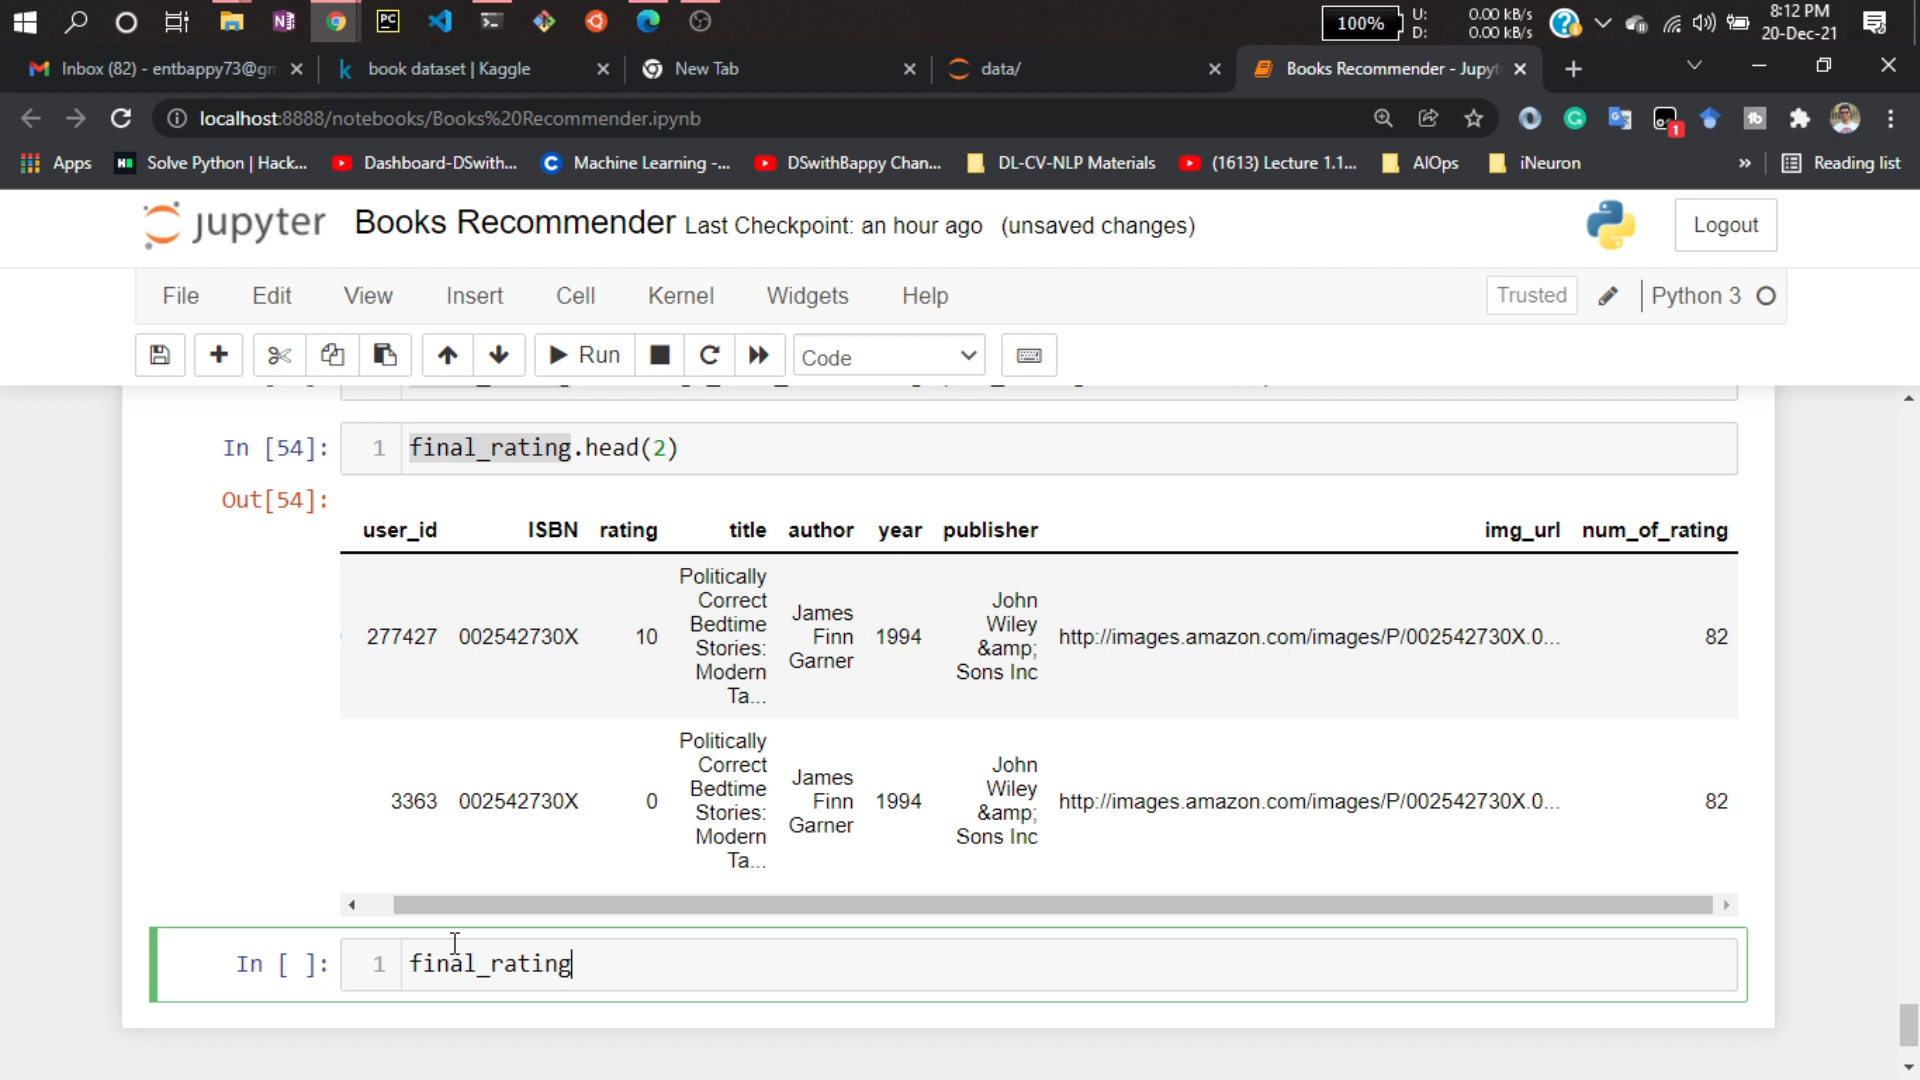 PC
100%
U: 0.00 kB/s
D: 0.00 kB/s
8:12 PM
20-Dec-21
Inbox (82) - entbappy73@gm
book dataset | Kaggle
New Tab
data/
Books Recommender - Jupyt
localhost:8888/notebooks/Books%20Recommender.ipynb
1
Apps
Solve Python | Hack...
Dashboard-DSwith...
Machine Learning -...
DSwithBappy Chan...
DL-CV-NLP Materials
(1613) Lecture 1.1...
AIOps
iNeuron
»
Reading list
jupyter Books Recommender Last Checkpoint: an hour ago (unsaved changes)
Logout
File Edit View Insert Cell Kernel Widgets Help
Trusted
Python 3
Run
Code
In [54]: 1 final_rating.head(2)
Out[54]:
user_id ISBN rating title author year publisher img_url num_of_rating
277427 002542730X 10 Politically Correct Bedtime Stories: Modern Ta... James Finn Garner 1994 John Wiley &amp; Sons Inc http://images.amazon.com/images/P/002542730X.0... 82
3363 002542730X 0 Politically Correct Bedtime Stories: Modern Ta... James Finn Garner 1994 John Wiley &amp; Sons Inc http://images.amazon.com/images/P/002542730X.0... 82
In [ ]: 1 final_rating